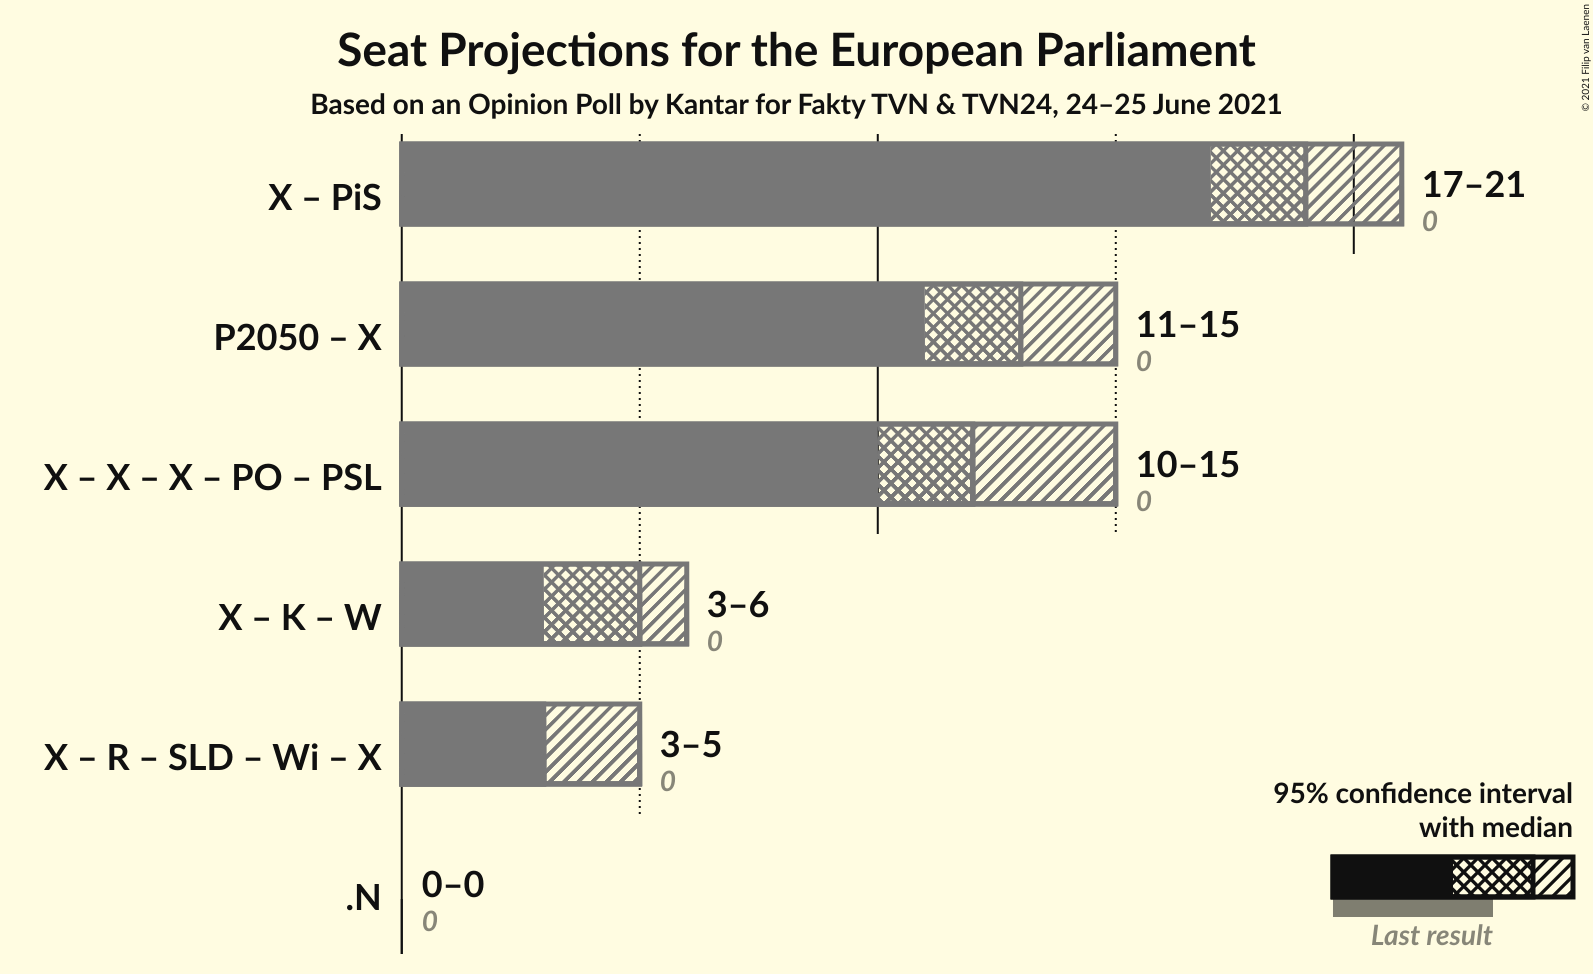 Seat Projections for the European Parliament
Based on an Opinion Poll by Kantar for Fakty TVN & TVN24, 24–25 June 2021
© 2021 Filip van Laenen
X – PiS
17–21
0
P2050 – X
11–15
0
X – X – X – PO – PSL
10–15
0
X – K – W
3–6
0
X – R – SLD – Wi – X
3–5
0
.N
0–0
0
95% confidence interval
with median
Last result